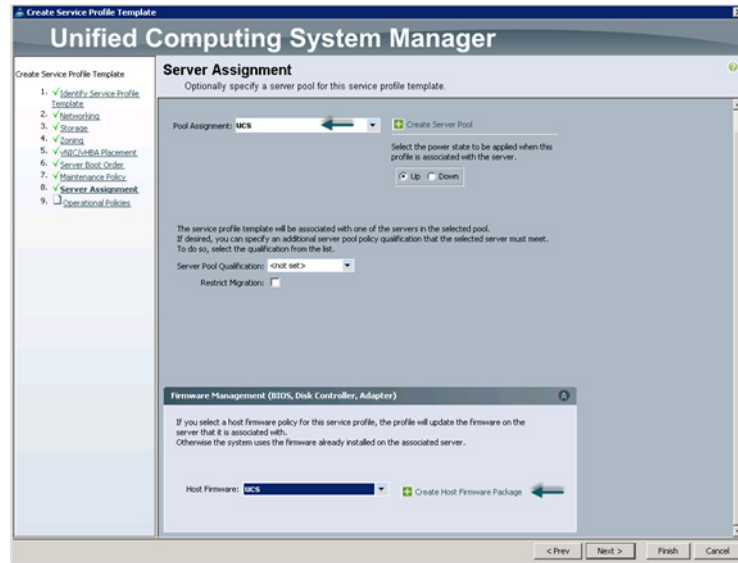 Create Service Profile Template
Unified Computing System Manager
Create Service Profile Template
1. Identify Service Profile
Template
2. Networking
3. Storage
4. Zoning
5. vNIC/vHBA Placement
6. Server Boot Order
7. Maintenance Policy
8. Server Assignment
9. Operational Policies
Server Assignment
Optionally specify a server pool for this service profile template.
Pool Assignment: ucs
Create Server Pool
Select the power state to be applied when this
profile is associated with the server.
Up Down
The service profile template will be associated with one of the servers in the selected pool.
If desired, you can specify an additional server pool policy qualification that the selected server must meet.
To do so, select the qualification from the list.
Server Pool Qualification: <not set>
Restrict Migration:
Firmware Management (BIOS, Disk Controller, Adapter)
If you select a host firmware policy for this service profile, the profile will update the firmware on the
server that it is associated with.
Otherwise the system uses the firmware already installed on the associated server.
Host Firmware: ucs
Create Host Firmware Package
< Prev Next > Finish Cancel